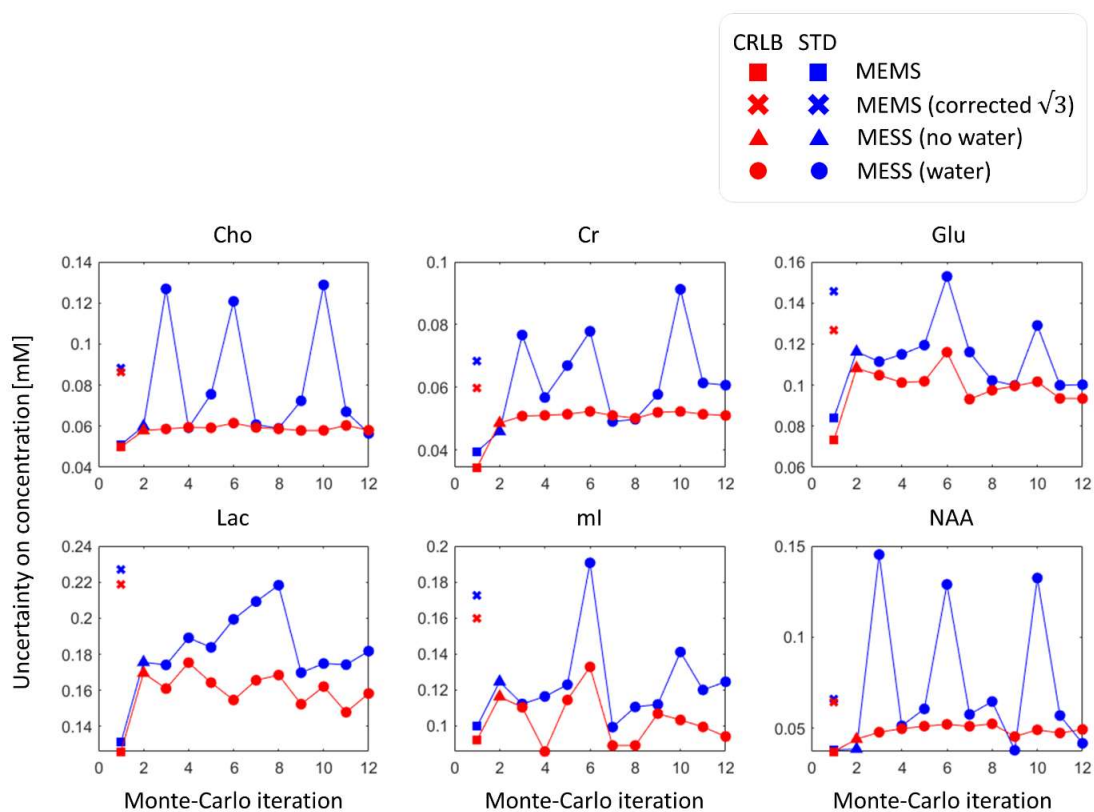 CRLB STD
MEMS
MEMS (corrected √3)
MESS (no water)
MESS (water)
Uncertainty on concentration [mM]
Cho
0.14
0.12
0.1
0.08
0.06
0.04
0 2 4 6 8 10 12
Cr
0.1
0.08
0.06
0.04
0 2 4 6 8 10 12
Glu
0.16
0.14
0.12
0.1
0.08
0.06
0 2 4 6 8 10 12
Lac
0.24
0.22
0.2
0.18
0.16
0.14
0 2 4 6 8 10 12
Monte-Carlo iteration
mI
0.2
0.18
0.16
0.14
0.12
0.1
0 2 4 6 8 10 12
Monte-Carlo iteration
NAA
0.15
0.1
0.05
0 2 4 6 8 10 12
Monte-Carlo iteration